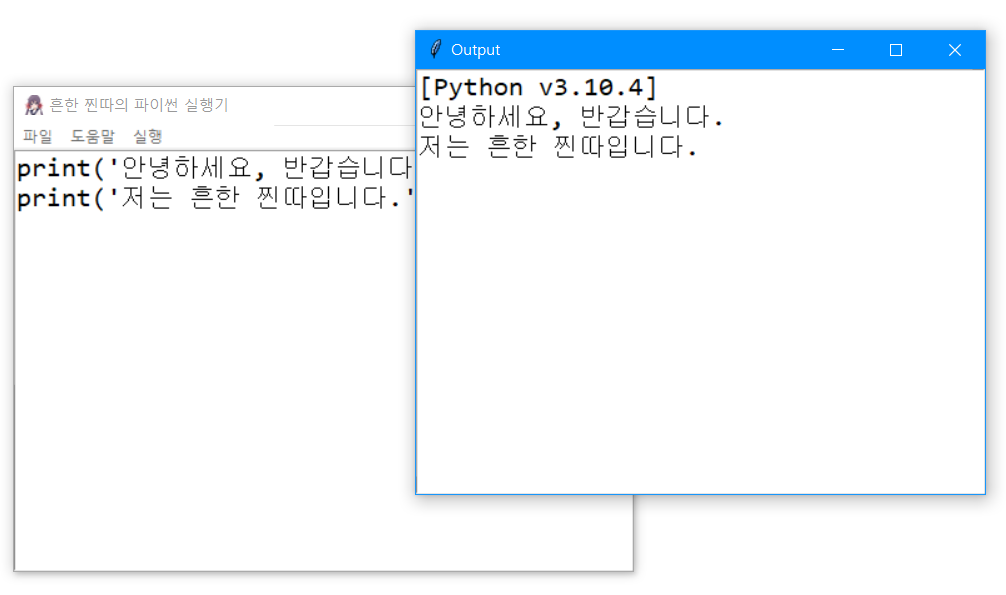 흔한 찐따의 파이썬 실행기
파일 도움말 실행
print('안녕하세요, 반갑습니다
print('저는 흔한 찐따입니다.'
Output
[Python v3.10.4]
안녕하세요, 반갑습니다.
저는 흔한 찐따입니다.